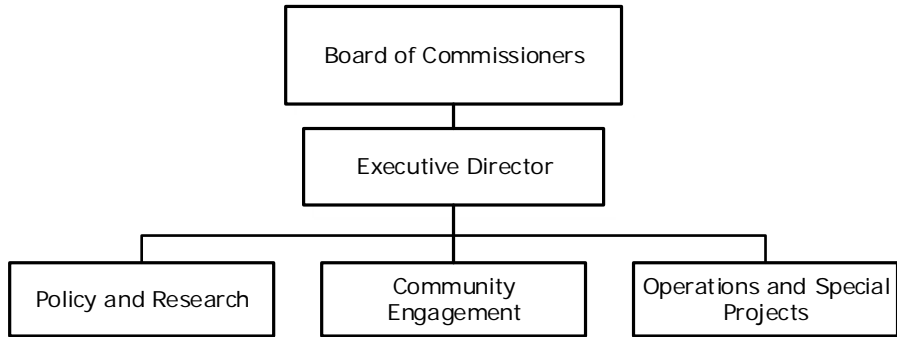 Board of Commissioners
Executive Director
Policy and Research
Community
Engagement
Operations and Special
Projects